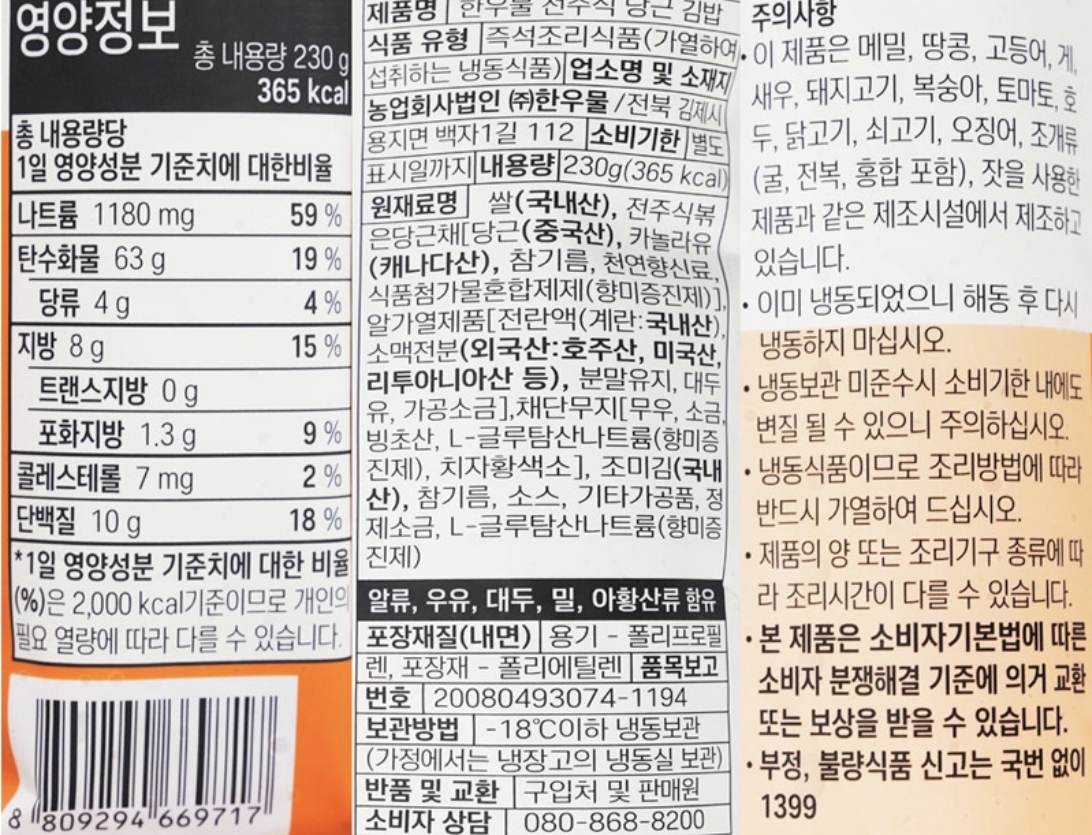 영양정보
총 내용량 230 g
365 kcal
총 내용량당
1일 영양성분 기준치에 대한비율
나트륨 1180 mg 59 %
탄수화물 63 g 19 %
당류 4 g 4 %
지방 8 g 15 %
트랜스지방 0 g
포화지방 1.3 g 9 %
콜레스테롤 7 mg 2 %
단백질 10 g 18 %
*1일 영양성분 기준치에 대한 비율
(%)은 2,000 kcal기준이므로 개인의
필요 열량에 따라 다를 수 있습니다.
8 809294 669717
제품명 한우물 전주식 당근 김밥
식품 유형 즉석조리식품(가열하여
섭취하는 냉동식품) 업소명 및 소재지
농업회사법인 ㈜한우물 /전북 김제시
용지면 백자1길 112 소비기한 별도
표시일까지 내용량 230g(365 kcal)
원재료명 쌀(국내산), 전주식볶
은당근채[당근(중국산), 카놀라유
(캐나다산), 참기름, 천연향신료,
식품첨가물혼합제제(향미증진제)],
알가열제품[전란액(계란:국내산),
소맥전분(외국산:호주산, 미국산,
리투아니아산 등), 분말유지, 대두
유, 가공소금],채단무지[무우, 소금,
빙초산, L-글루탐산나트륨(향미증
진제), 치자황색소], 조미김(국내
산), 참기름, 소스, 기타가공품, 정
제소금, L-글루탐산나트륨(향미증
진제)
알류, 우유, 대두, 밀, 아황산류 함유
포장재질(내면) 용기 - 폴리프로필
렌, 포장재 - 폴리에틸렌 품목보고
번호 20080493074-1194
보관방법 -18℃이하 냉동보관
(가정에서는 냉장고의 냉동실 보관)
반품 및 교환 구입처 및 판매원
소비자 상담 080-868-8200
주의사항
• 이 제품은 메밀, 땅콩, 고등어, 게,
새우, 돼지고기, 복숭아, 토마토, 호
두, 닭고기, 쇠고기, 오징어, 조개류
(굴, 전복, 홍합 포함), 잣을 사용한
제품과 같은 제조시설에서 제조하고
있습니다.
• 이미 냉동되었으니 해동 후 다시
냉동하지 마십시오.
• 냉동보관 미준수시 소비기한 내에도
변질 될 수 있으니 주의하십시오.
• 냉동식품이므로 조리방법에 따라
반드시 가열하여 드십시오.
• 제품의 양 또는 조리기구 종류에 따
라 조리시간이 다를 수 있습니다.
• 본 제품은 소비자기본법에 따른
소비자 분쟁해결 기준에 의거 교환
또는 보상을 받을 수 있습니다.
• 부정, 불량식품 신고는 국번 없이
1399